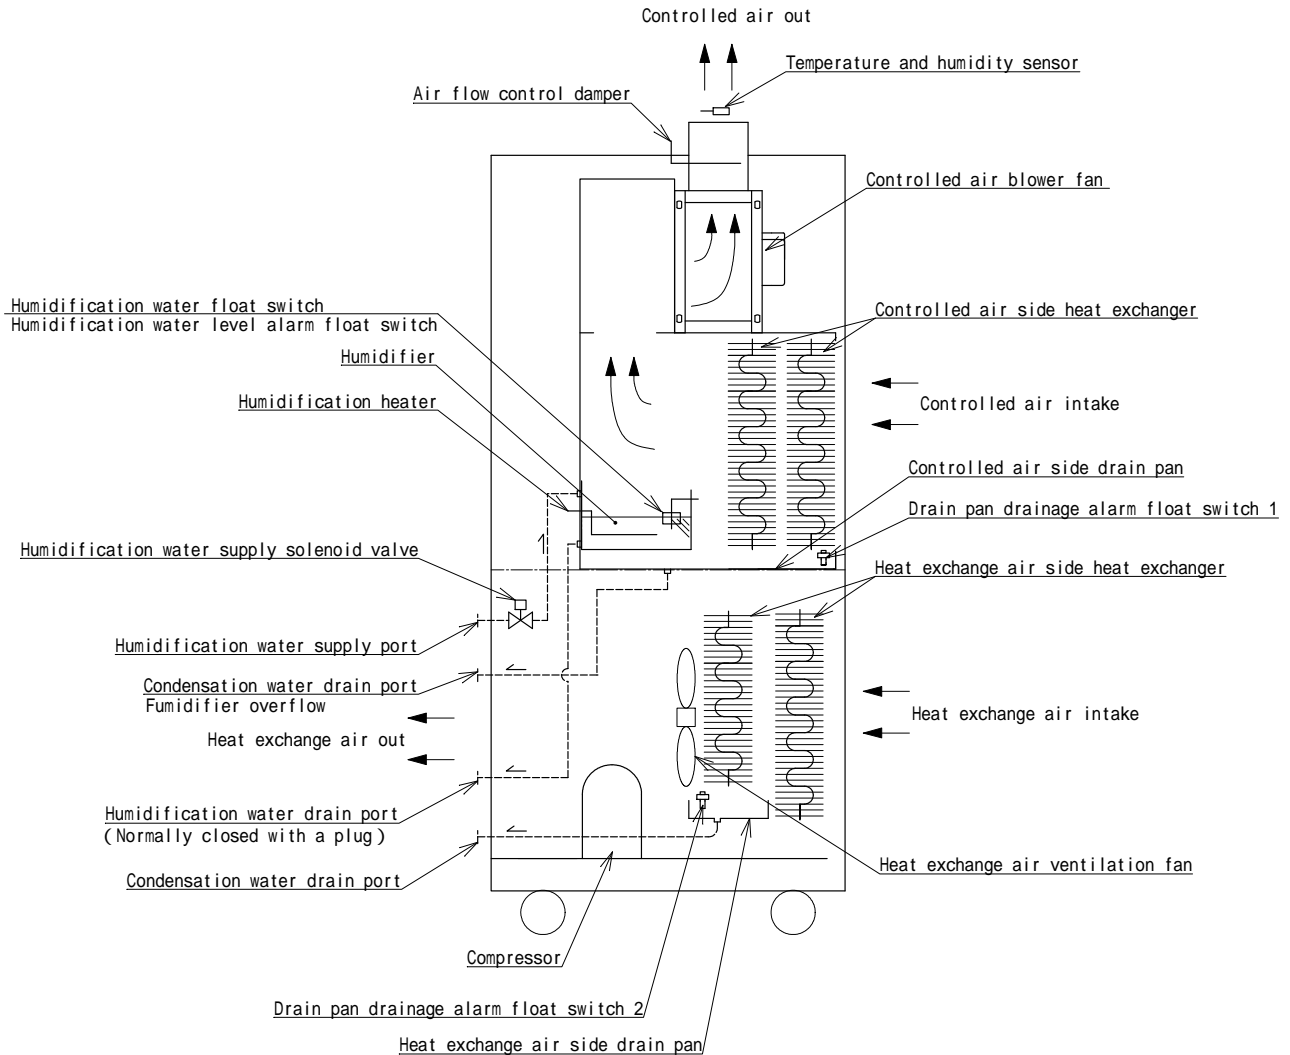 Controlled air out
Temperature and humidity sensor
Air flow control damper
Controlled air blower fan
Humidification water float switch
Humidification water level alarm float switch
Controlled air side heat exchanger
Humidifier
Humidification heater
Controlled air intake
Controlled air side drain pan
Drain pan drainage alarm float switch 1
Humidification water supply solenoid valve
Heat exchange air side heat exchanger
Humidification water supply port
Condensation water drain port
Fumidifier overflow
Heat exchange air intake
Heat exchange air out
Humidification water drain port
(Normally closed with a plug)
Heat exchange air ventilation fan
Condensation water drain port
Compressor
Drain pan drainage alarm float switch 2
Heat exchange air side drain pan